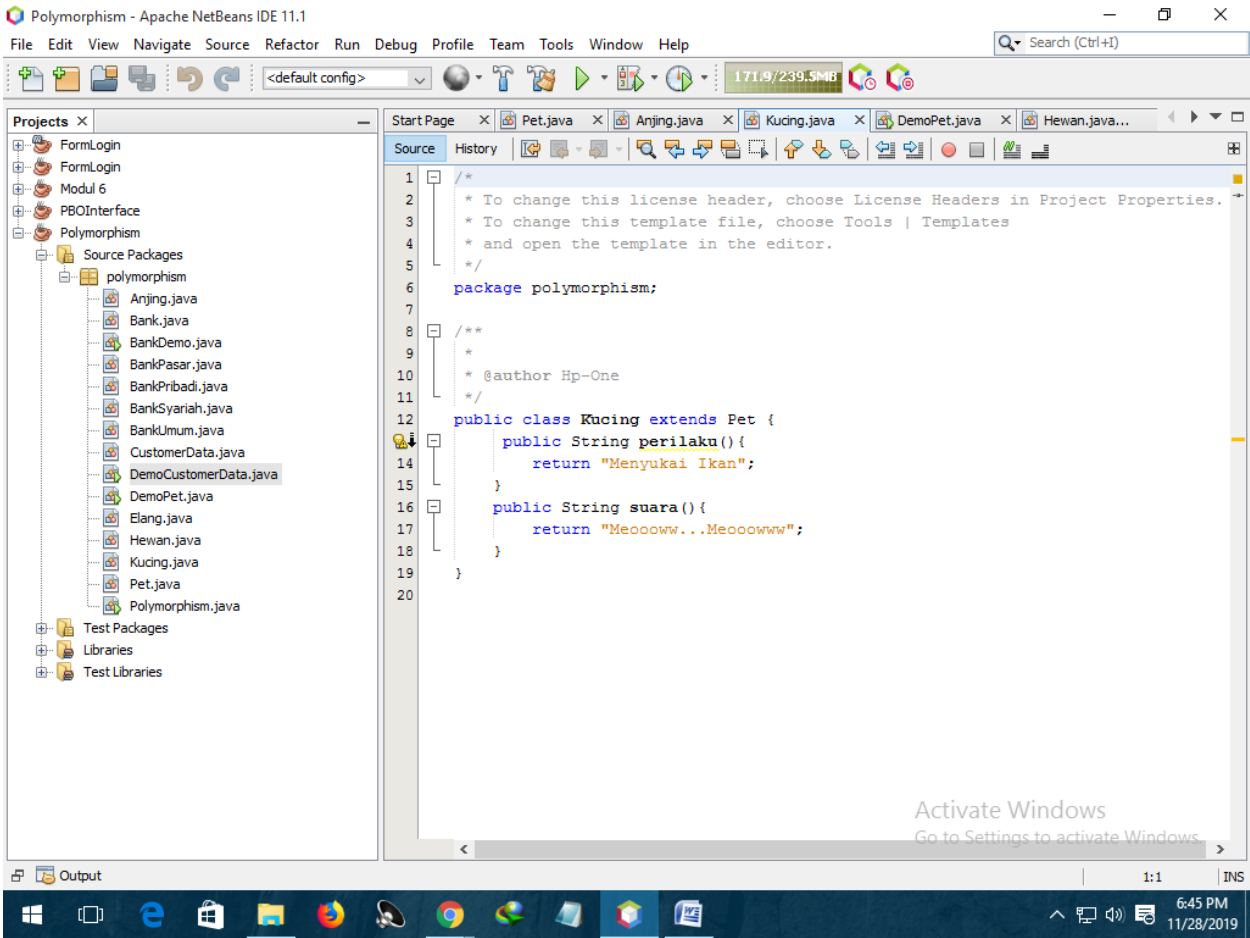 Polymorphism - Apache NetBeans IDE 11.1
File Edit View Navigate Source Refactor Run Debug Profile Team Tools Window Help
Search (Ctrl+I)
<default config>
171.9/239.5MB
Projects
Start Page Pet.java Anjing.java Kucing.java DemoPet.java Hewan.java...
Source History
FormLogin
FormLogin
Modul 6
PBOInterface
Polymorphism
Source Packages
polymorphism
Anjing.java
Bank.java
BankDemo.java
BankPasar.java
BankPribadi.java
BankSyariah.java
BankUmum.java
CustomerData.java
DemoCustomerData.java
DemoPet.java
Elang.java
Hewan.java
Kucing.java
Pet.java
Polymorphism.java
Test Packages
Libraries
Test Libraries
1 /*
2 * To change this license header, choose License Headers in Project Properties.
3 * To change this template file, choose Tools | Templates
4 * and open the template in the editor.
5 */
6 package polymorphism;
7
8 /**
9 *
10 * @author Hp-One
11 */
12 public class Kucing extends Pet {
public String perilaku(){
14 return "Menyukai Ikan";
15 }
16 public String suara(){
17 return "Meoooww...Meooowww";
18 }
19 }
20
Activate Windows
Go to Settings to activate Windows.
Output
1:1 INS
6:45 PM
11/28/2019